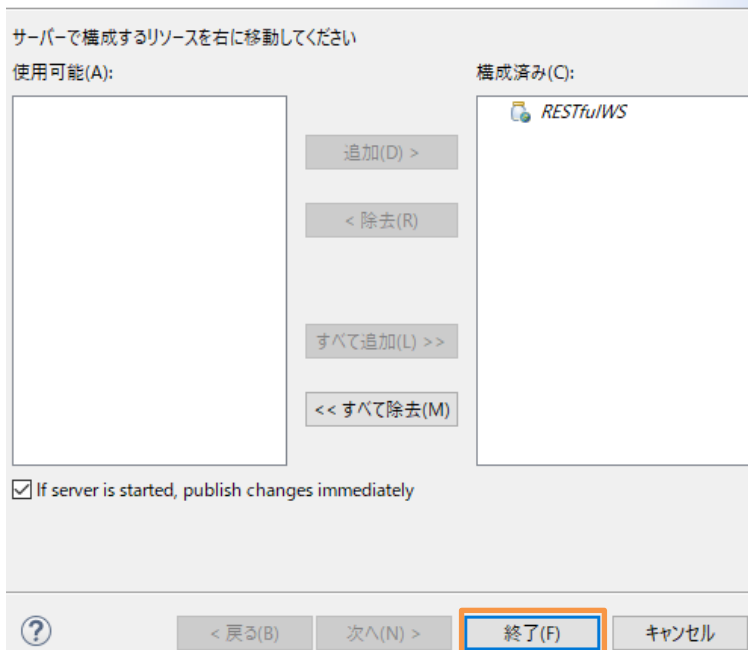 サーバーで構成するリソースを右に移動してください
使用可能(A):
構成済み(C):
RESTfulWS
追加(D) >
< 除去(R)
すべて追加(L) >>
<< すべて除去(M)
If server is started, publish changes immediately
?
< 戻る(B)
次へ(N) >
終了(F)
キャンセル